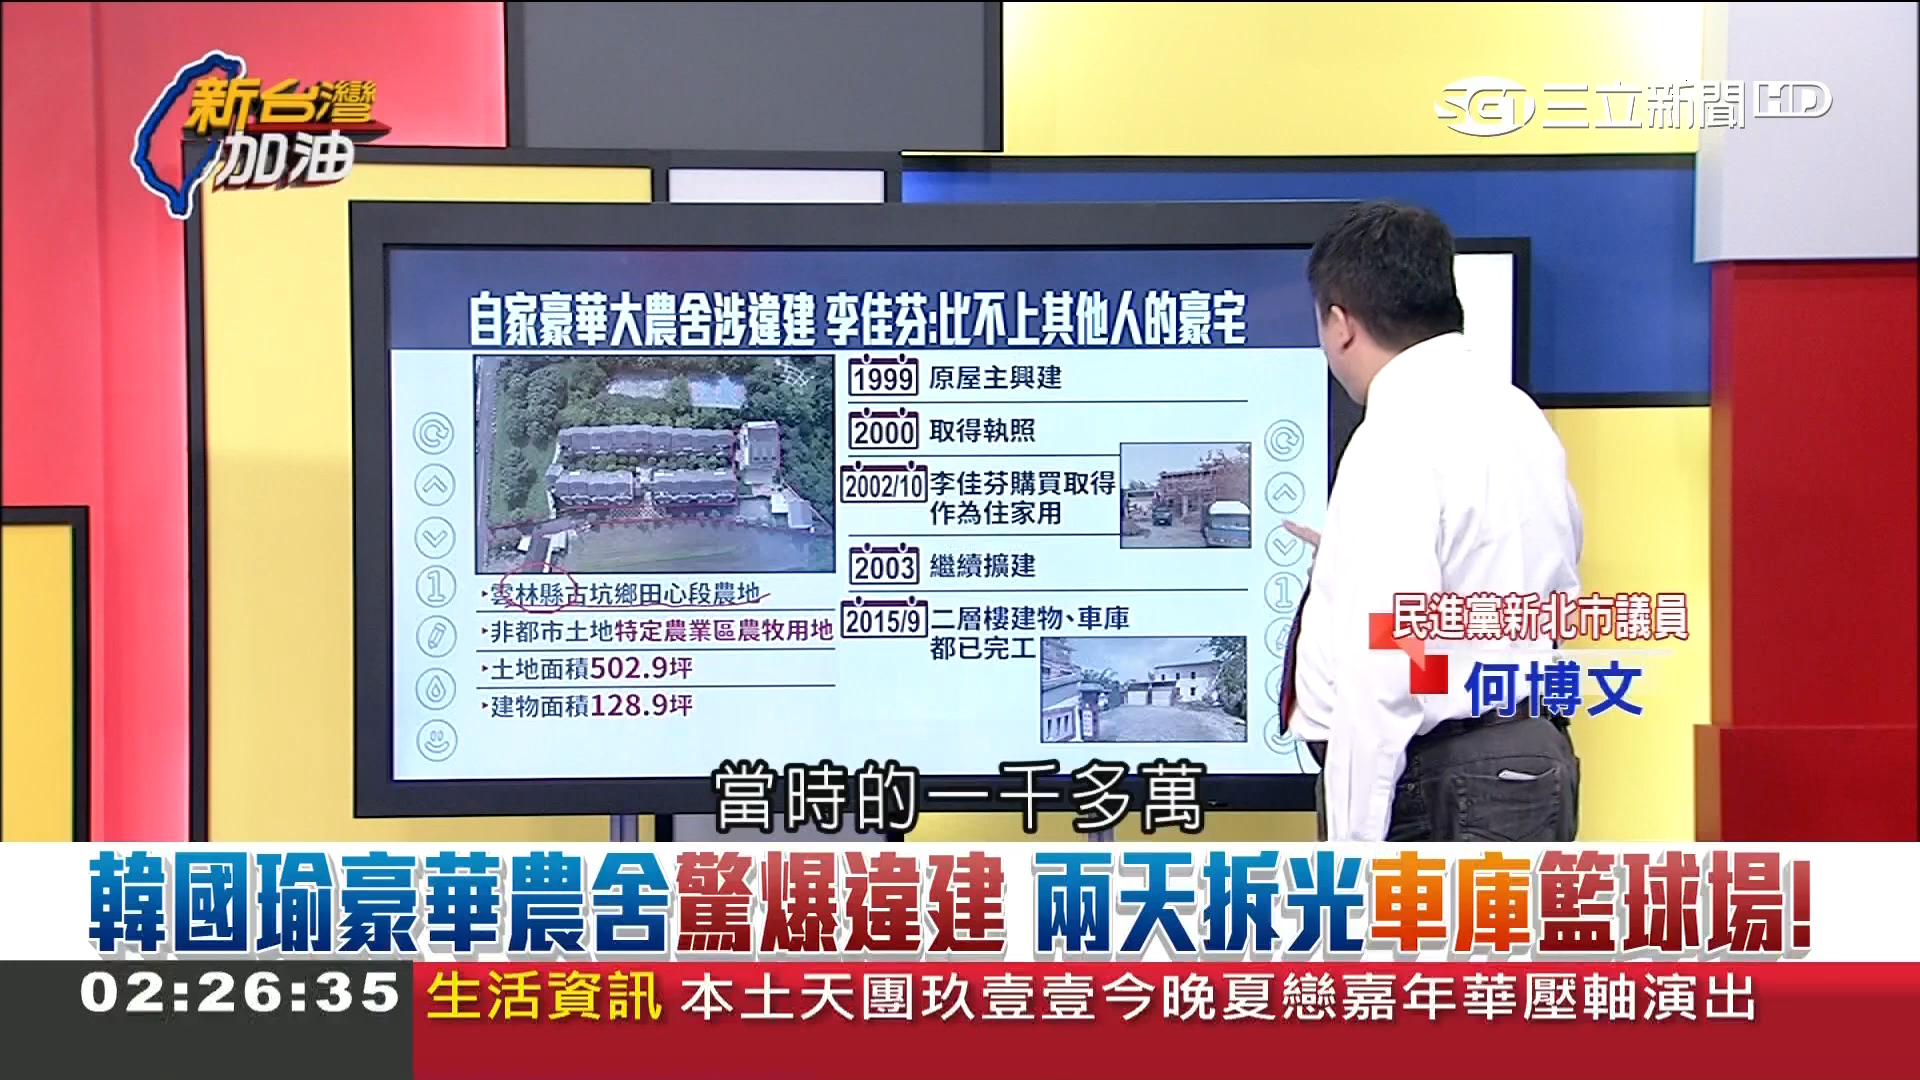 新台灣
加油
SET三立新聞HD
自家豪華大農舍涉違建 李佳芬:比不上其他人的豪宅
1999 原屋主興建
2000 取得執照
2002/10 李佳芬購買取得
作為住家用
2003 繼續擴建
2015/9 二層樓建物、車庫
都已完工
‣雲林縣古坑鄉田心段農地
‣非都市土地特定農業區農牧用地
‣土地面積502.9坪
‣建物面積128.9坪
1
1
民進黨新北市議員
何博文
當時的一千多萬
韓國瑜豪華農舍驚爆違建 兩天拆光車庫籃球場!
02:26:35 生活資訊 本土天團玖壹壹今晚夏戀嘉年華壓軸演出